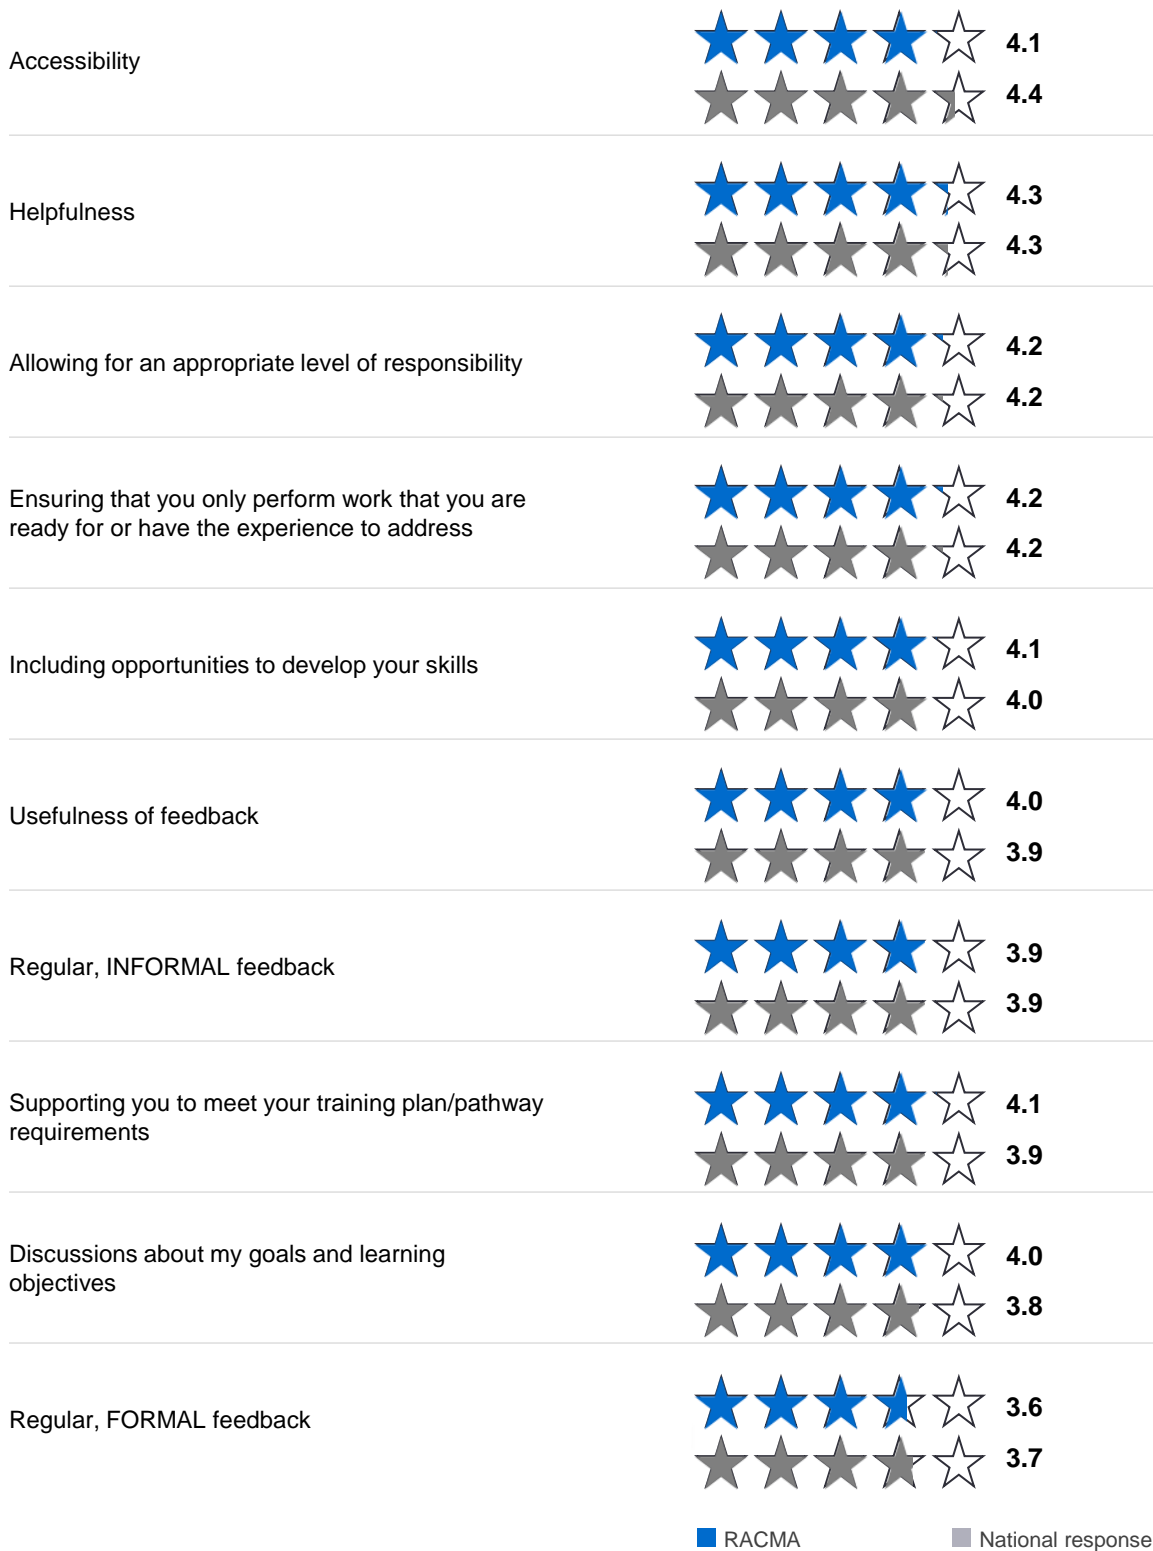 Accessibility
4.1
4.4
Helpfulness
4.3
4.3
Allowing for an appropriate level of responsibility
4.2
4.2
Ensuring that you only perform work that you are
ready for or have the experience to address
4.2
4.2
Including opportunities to develop your skills
4.1
4.0
Usefulness of feedback
4.0
3.9
Regular, INFORMAL feedback
3.9
3.9
Supporting you to meet your training plan/pathway
requirements
4.1
3.9
Discussions about my goals and learning
objectives
4.0
3.8
Regular, FORMAL feedback
3.6
3.7
RACMA
National response